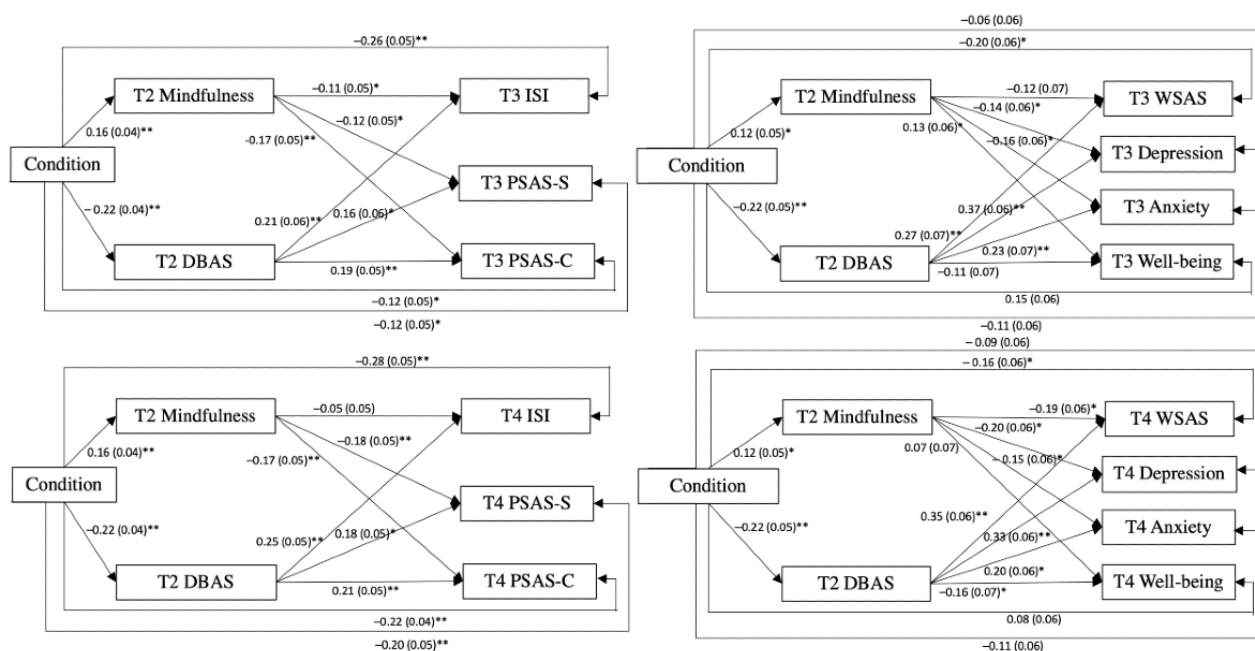 −0.26 (0.05)**
T2 Mindfulness
−0.11 (0.05)*
T3 ISI
−0.12 (0.05)*
0.16 (0.04)**
-0.17 (0.05)**
Condition
T3 PSAS-S
− 0.22 (0.04)**
0.21 (0.06)**
0.16 (0.06)*
T2 DBAS
0.19 (0.05)**
T3 PSAS-C
−0.12 (0.05)*
−0.12 (0.05)*
−0.06 (0.06)
−0.20 (0.06)*
T2 Mindfulness
−0.12 (0.07)
T3 WSAS
−0.14 (0.06)*
0.12 (0.05)*
0.13 (0.06)*
−0.16 (0.06)*
T3 Depression
Condition
−0.22 (0.05)**
0.37 (0.06)**
T3 Anxiety
0.27 (0.07)**
0.23 (0.07)**
T2 DBAS
−0.11 (0.07)
T3 Well-being
0.15 (0.06)
−0.11 (0.06)
−0.28 (0.05)**
T2 Mindfulness
−0.05 (0.05)
T4 ISI
−0.18 (0.05)**
0.16 (0.04)**
−0.17 (0.05)**
Condition
T4 PSAS-S
−0.22 (0.04)**
0.18 (0.05)*
0.25 (0.05)**
T2 DBAS
0.21 (0.05)**
T4 PSAS-C
−0.22 (0.04)**
−0.20 (0.05)**
− 0.09 (0.06)
− 0.16 (0.06)*
T2 Mindfulness
−0.19 (0.06)*
T4 WSAS
−0.20 (0.06)*
0.12 (0.05)*
0.07 (0.07)
−0.15 (0.06)*
T4 Depression
Condition
−0.22 (0.05)**
0.35 (0.06)**
T4 Anxiety
0.33 (0.06)**
0.20 (0.06)*
T2 DBAS
−0.16 (0.07)*
T4 Well-being
0.08 (0.06)
−0.11 (0.06)